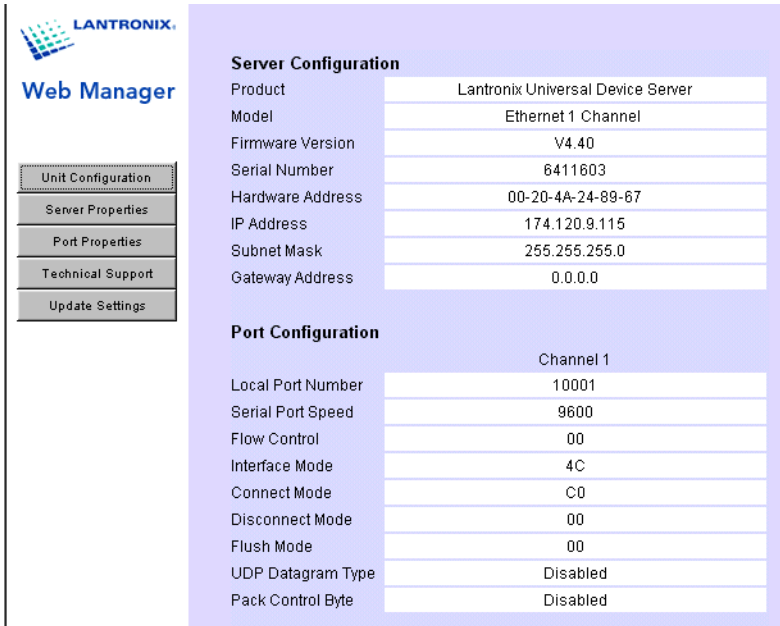 LANTRONIX
Web Manager
Unit Configuration
Server Properties
Port Properties
Technical Support
Update Settings
Server Configuration
Product Lantronix Universal Device Server
Model Ethernet 1 Channel
Firmware Version V4.40
Serial Number 6411603
Hardware Address 00-20-4A-24-89-67
IP Address 174.120.9.115
Subnet Mask 255.255.255.0
Gateway Address 0.0.0.0
Port Configuration
Channel 1
Local Port Number 10001
Serial Port Speed 9600
Flow Control 00
Interface Mode 4C
Connect Mode C0
Disconnect Mode 00
Flush Mode 00
UDP Datagram Type Disabled
Pack Control Byte Disabled